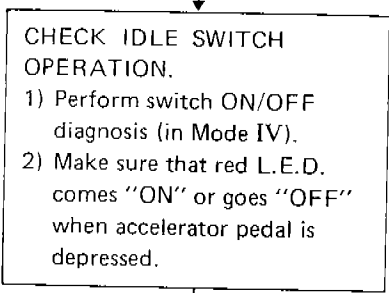 CHECK IDLE SWITCH
OPERATION.
1) Perform switch ON/OFF
diagnosis (in Mode IV).
2) Make sure that red L.E.D.
comes "ON" or goes "OFF"
when accelerator pedal is
depressed.